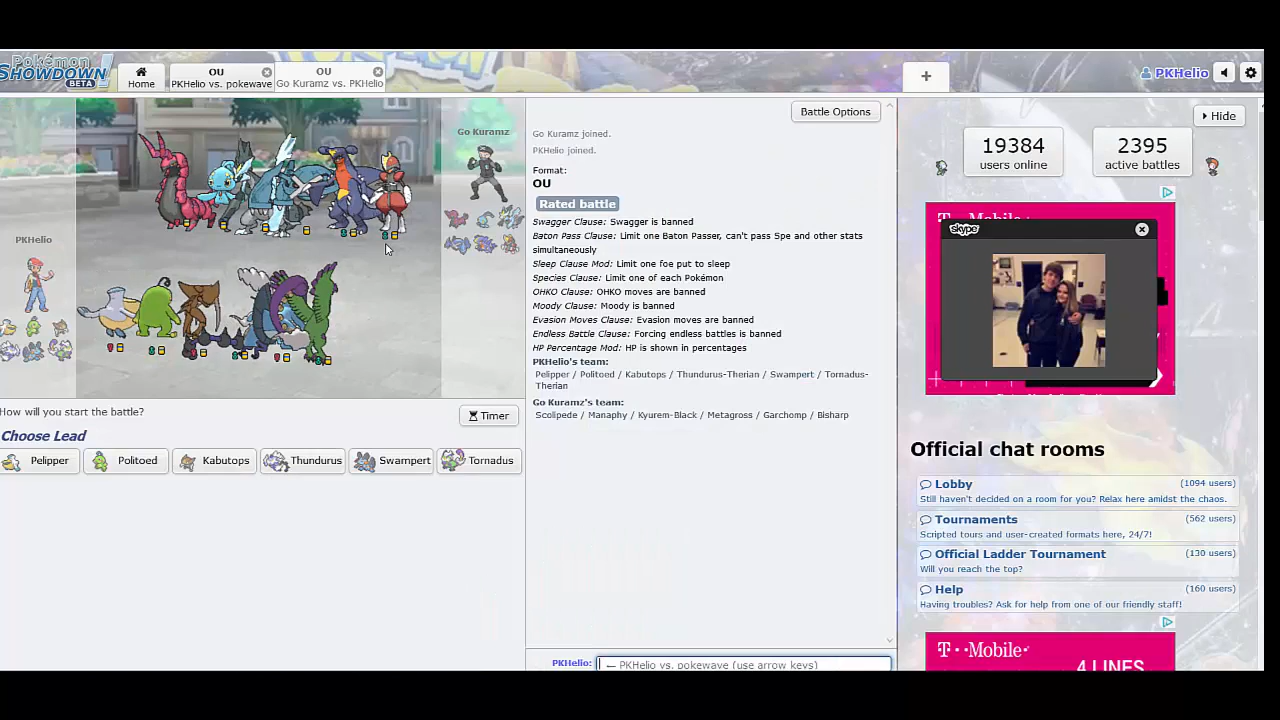 Pokémon
SHOWDOWN!
BETA
Home
OU
PKHelio vs. pokewave
OU
Go Kuramz vs. PKHelio
+
PKHelio
Go Kuramz
PKHelio
How will you start the battle?
Timer
Choose Lead
Pelipper
Politoed
Kabutops
Thundurus
Swampert
Tornadus
Battle Options
Go Kuramz joined.
PKHelio joined.
Format:
OU
Rated battle
Swagger Clause: Swagger is banned
Baton Pass Clause: Limit one Baton Passer, can't pass Spe and other stats
simultaneously
Sleep Clause Mod: Limit one foe put to sleep
Species Clause: Limit one of each Pokémon
OHKO Clause: OHKO moves are banned
Moody Clause: Moody is banned
Evasion Moves Clause: Evasion moves are banned
Endless Battle Clause: Forcing endless battles is banned
HP Percentage Mod: HP is shown in percentages
PKHelio's team:
Pelipper / Politoed / Kabutops / Thundurus-Therian / Swampert / Tornadus-
Therian
Go Kuramz's team:
Scolipede / Manaphy / Kyurem-Black / Metagross / Garchomp / Bisharp
PKHelio:
← PKHelio vs. pokewave (use arrow keys)
Hide
19384
users online
2395
active battles
skype
Official chat rooms
Lobby
(1094 users)
Still haven't decided on a room for you? Relax here amidst the chaos.
Tournaments
(562 users)
Scripted tours and user-created formats here, 24/7!
Official Ladder Tournament
(130 users)
Will you reach the top?
Help
(160 users)
Having troubles? Ask for help from one of our friendly staff!
T··Mobile·
4 LINES